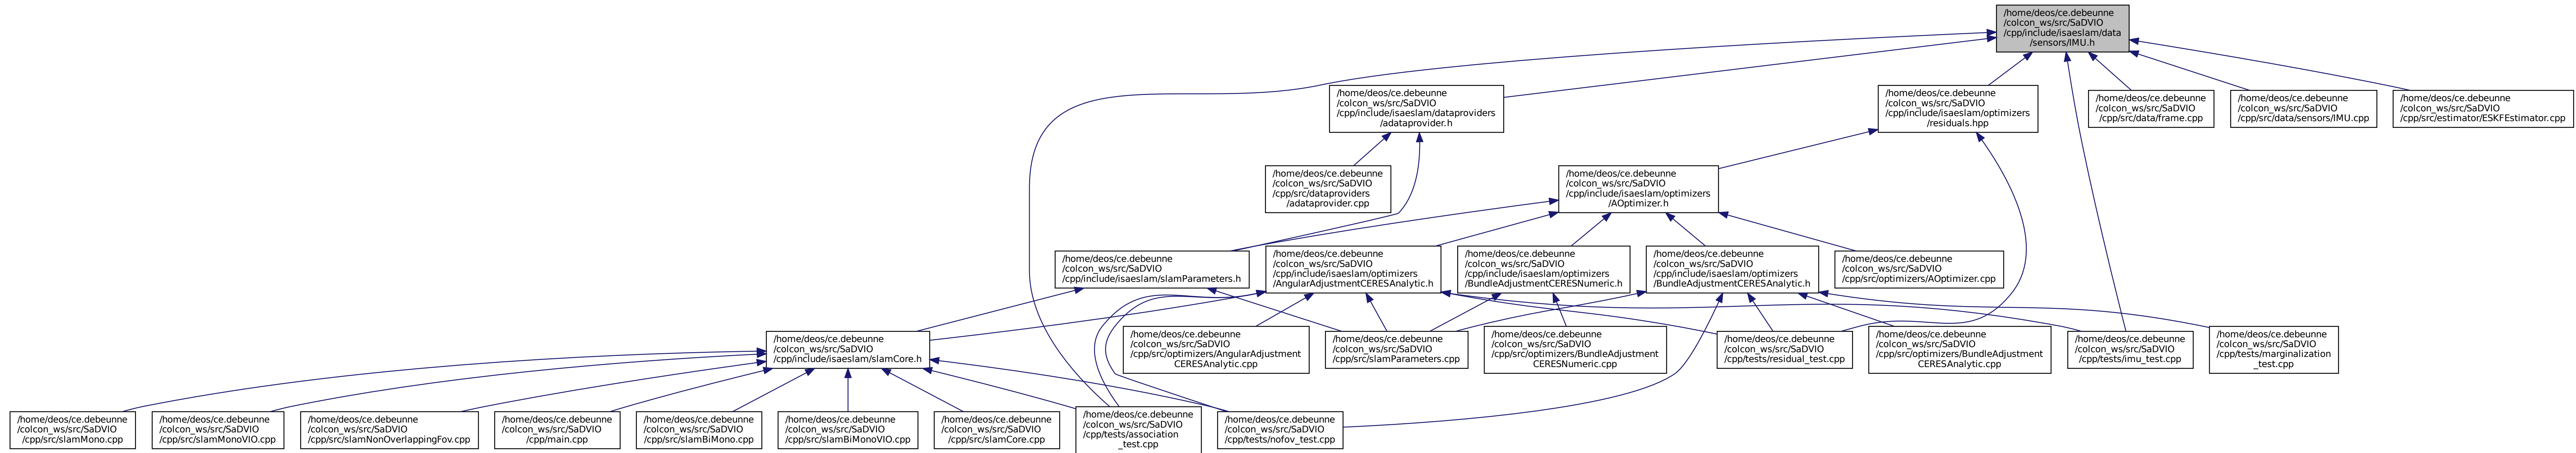 /home/deos/ce.debeunne
/colcon_ws/src/SaDVIO
/cpp/include/isaeslam/data
/sensors/IMU.h
/home/deos/ce.debeunne
/colcon_ws/src/SaDVIO
/cpp/include/isaeslam/dataproviders
/adataprovider.h
/home/deos/ce.debeunne
/colcon_ws/src/SaDVIO
/cpp/include/isaeslam/optimizers
/residuals.hpp
/home/deos/ce.debeunne
/colcon_ws/src/SaDVIO
/cpp/src/data/frame.cpp
/home/deos/ce.debeunne
/colcon_ws/src/SaDVIO
/cpp/src/data/sensors/IMU.cpp
/home/deos/ce.debeunne
/colcon_ws/src/SaDVIO
/cpp/src/estimator/ESKFEstimator.cpp
/home/deos/ce.debeunne
/colcon_ws/src/SaDVIO
/cpp/src/dataproviders
/adataprovider.cpp
/home/deos/ce.debeunne
/colcon_ws/src/SaDVIO
/cpp/include/isaeslam/optimizers
/AOptimizer.h
/home/deos/ce.debeunne
/colcon_ws/src/SaDVIO
/cpp/include/isaeslam/slamParameters.h
/home/deos/ce.debeunne
/colcon_ws/src/SaDVIO
/cpp/include/isaeslam/optimizers
/AngularAdjustmentCERESAnalytic.h
/home/deos/ce.debeunne
/colcon_ws/src/SaDVIO
/cpp/include/isaeslam/optimizers
/BundleAdjustmentCERESNumeric.h
/home/deos/ce.debeunne
/colcon_ws/src/SaDVIO
/cpp/include/isaeslam/optimizers
/BundleAdjustmentCERESAnalytic.h
/home/deos/ce.debeunne
/colcon_ws/src/SaDVIO
/cpp/src/optimizers/AOptimizer.cpp
/home/deos/ce.debeunne
/colcon_ws/src/SaDVIO
/cpp/include/isaeslam/slamCore.h
/home/deos/ce.debeunne
/colcon_ws/src/SaDVIO
/cpp/src/optimizers/AngularAdjustment
CERESAnalytic.cpp
/home/deos/ce.debeunne
/colcon_ws/src/SaDVIO
/cpp/src/slamParameters.cpp
/home/deos/ce.debeunne
/colcon_ws/src/SaDVIO
/cpp/src/optimizers/BundleAdjustment
CERESNumeric.cpp
/home/deos/ce.debeunne
/colcon_ws/src/SaDVIO
/cpp/tests/residual_test.cpp
/home/deos/ce.debeunne
/colcon_ws/src/SaDVIO
/cpp/src/optimizers/BundleAdjustment
CERESAnalytic.cpp
/home/deos/ce.debeunne
/colcon_ws/src/SaDVIO
/cpp/tests/imu_test.cpp
/home/deos/ce.debeunne
/colcon_ws/src/SaDVIO
/cpp/tests/marginalization
_test.cpp
/home/deos/ce.debeunne
/colcon_ws/src/SaDVIO
/cpp/src/slamMono.cpp
/home/deos/ce.debeunne
/colcon_ws/src/SaDVIO
/cpp/src/slamMonoVIO.cpp
/home/deos/ce.debeunne
/colcon_ws/src/SaDVIO
/cpp/src/slamNonOverlappingFov.cpp
/home/deos/ce.debeunne
/colcon_ws/src/SaDVIO
/cpp/main.cpp
/home/deos/ce.debeunne
/colcon_ws/src/SaDVIO
/cpp/src/slamBiMono.cpp
/home/deos/ce.debeunne
/colcon_ws/src/SaDVIO
/cpp/src/slamBiMonoVIO.cpp
/home/deos/ce.debeunne
/colcon_ws/src/SaDVIO
/cpp/src/slamCore.cpp
/home/deos/ce.debeunne
/colcon_ws/src/SaDVIO
/cpp/tests/association
_test.cpp
/home/deos/ce.debeunne
/colcon_ws/src/SaDVIO
/cpp/tests/nofov_test.cpp